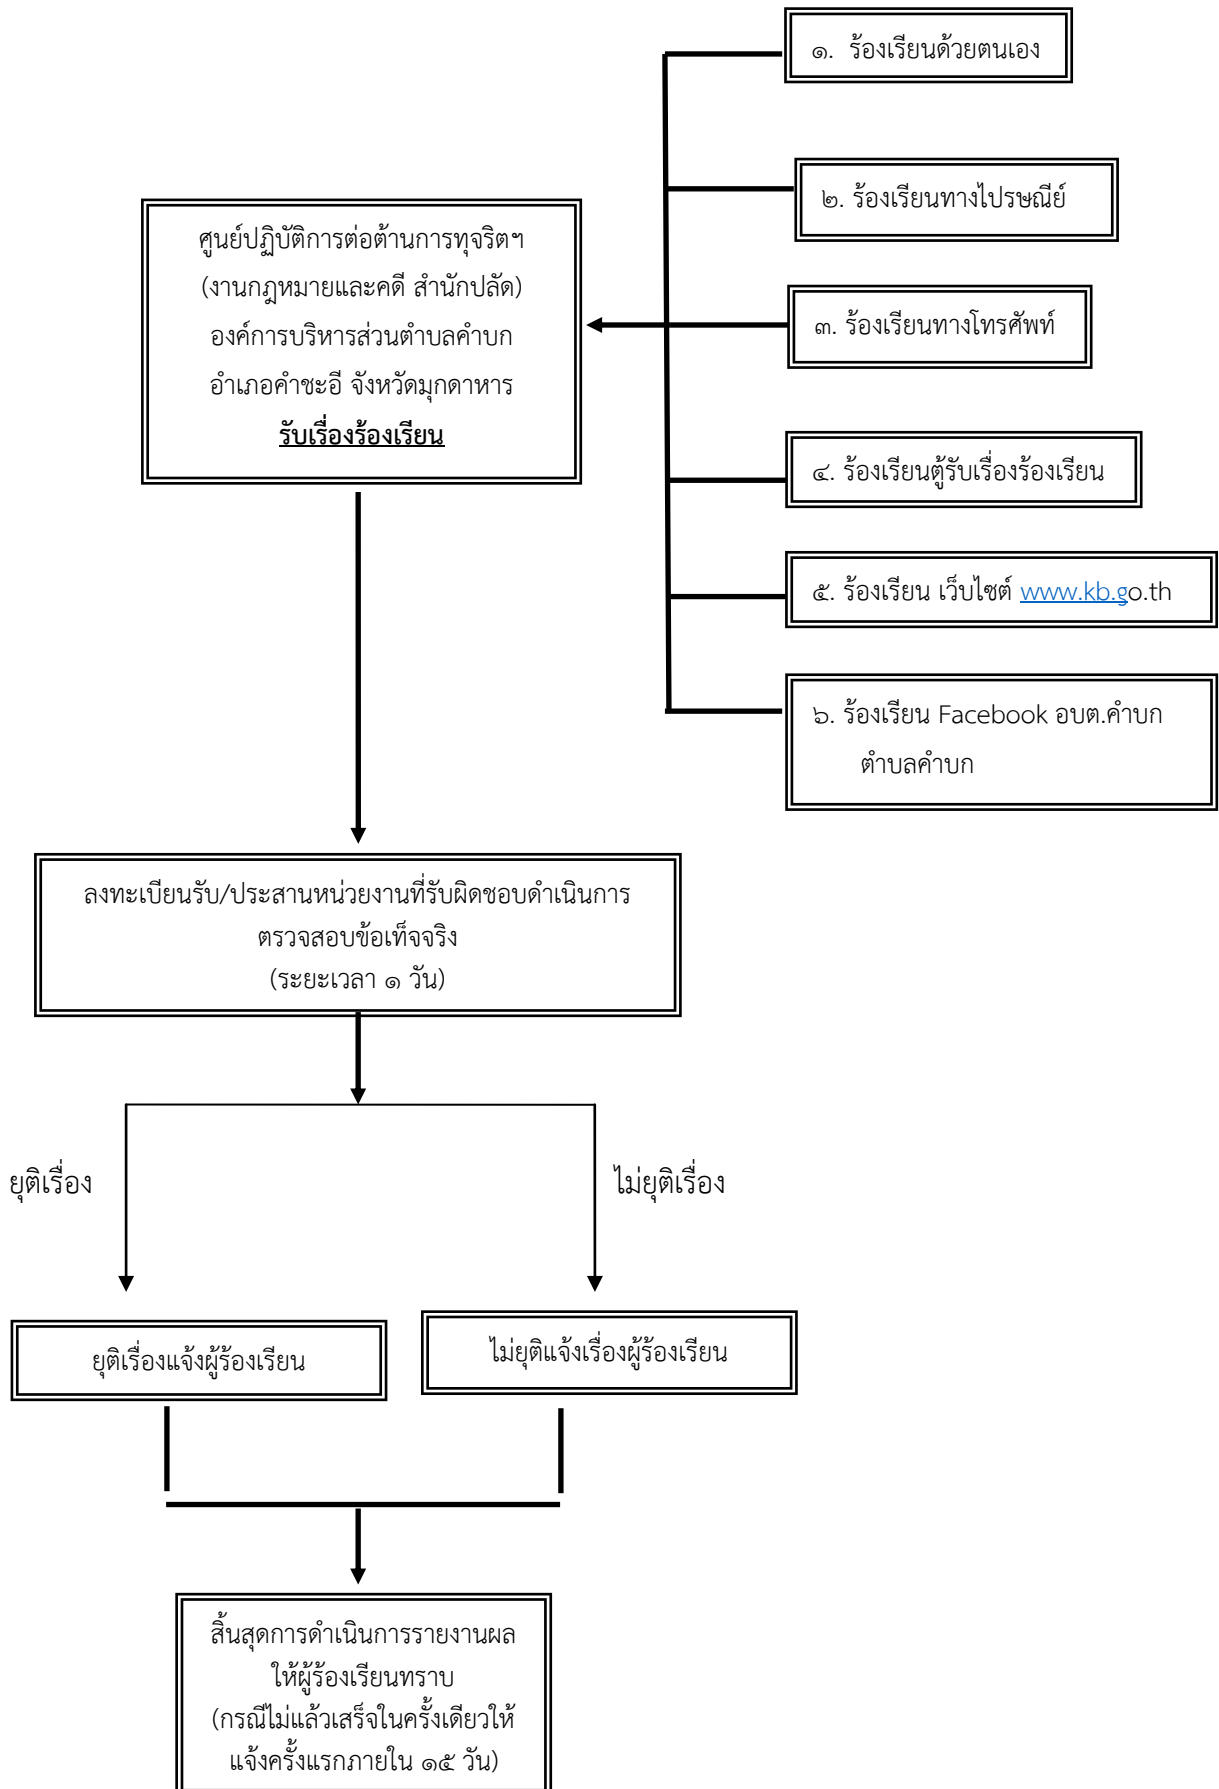 ๑. ร้องเรียนด้วยตนเอง
๒. ร้องเรียนทางไปรษณีย์
ศูนย์ปฏิบัติการต่อต้านการทุจริตฯ
(งานกฎหมายและคดี สำนักปลัด)
องค์การบริหารส่วนตำบลคำบก
อำเภอคำชะอี จังหวัดมุกดาหาร
รับเรื่องร้องเรียน
๓. ร้องเรียนทางโทรศัพท์
๔. ร้องเรียนตู้รับเรื่องร้องเรียน
๕. ร้องเรียน เว็บไซต์ www.kb.go.th
๖. ร้องเรียน Facebook อบต.คำบก
ตำบลคำบก
ลงทะเบียนรับ/ประสานหน่วยงานที่รับผิดชอบดำเนินการ
ตรวจสอบข้อเท็จจริง
(ระยะเวลา ๑ วัน)
ยุติเรื่อง
ไม่ยุติเรื่อง
ยุติเรื่องแจ้งผู้ร้องเรียน
ไม่ยุติแจ้งเรื่องผู้ร้องเรียน
สิ้นสุดการดำเนินการรายงานผล
ให้ผู้ร้องเรียนทราบ
(กรณีไม่แล้วเสร็จในครั้งเดียวให้
แจ้งครั้งแรกภายใน ๑๕ วัน)